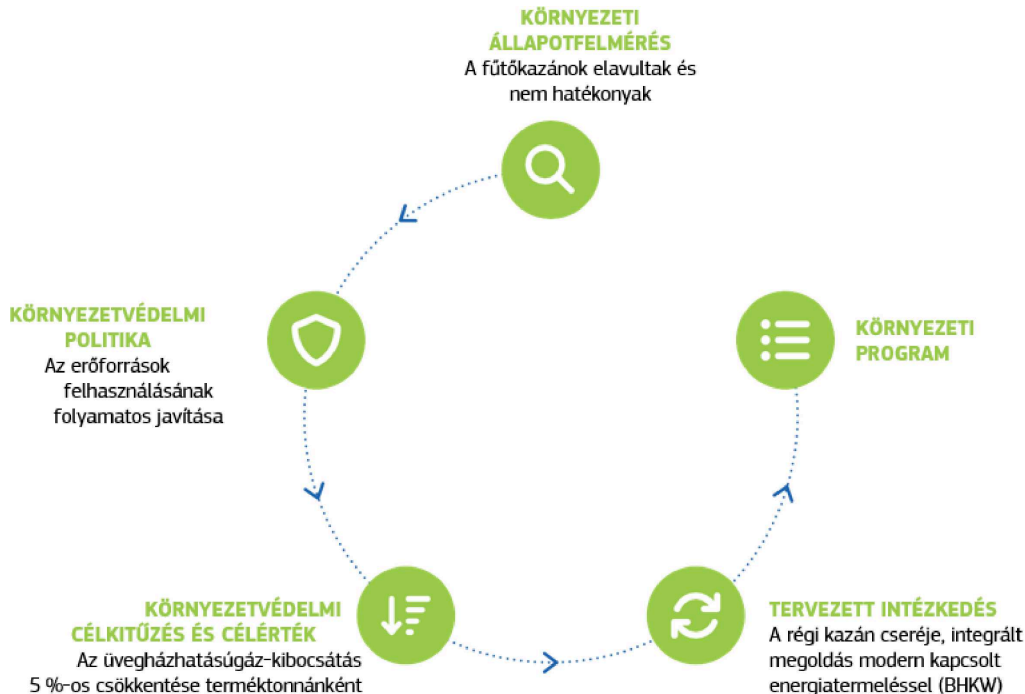 KÖRNYEZETI
ÁLLAPOTFELMÉRÉS
A fűtőkazánok elavultak és
nem hatékonyak
KÖRNYEZETVÉDELMI
POLITIKA
Az erőforrások
felhasználásának
folyamatos javítása
KÖRNYEZETVÉDELMI
CÉLKITŰZÉS ÉS CÉLÉRTÉK
Az üvegházhatásúgáz-kibocsátás
5 %-os csökkentése terméktonnánként
TERVEZETT INTÉZKEDÉS
A régi kazán cseréje, integrált
megoldás modern kapcsolt
energiatermeléssel (BHKW)
KÖRNYEZETI
PROGRAM